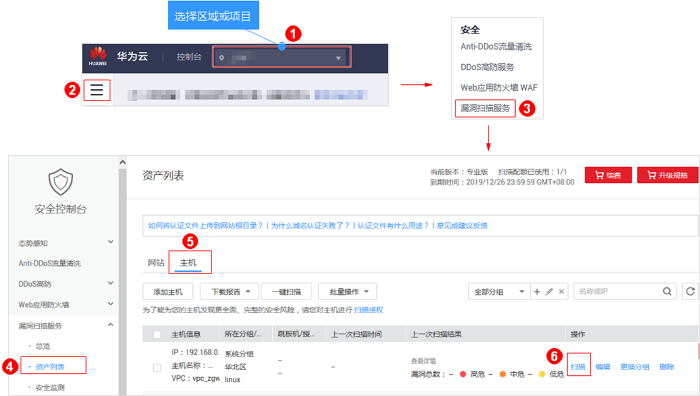 选择区域或项目
1
HUAWEI
华为云
控制台
2
安全
Anti-DDoS流量清洗
DDoS高防服务
Web应用防火墙 WAF
漏洞扫描服务
3
安全控制台
态势感知
Anti-DDoS流量清洗
DDoS高防
Web应用防火墙
漏洞扫描服务
总览
4
资产列表
安全监测
资产列表
当前版本：专业版 扫描配额已使用：1/1
到期时间：2019/12/26 23:59:59 GMT+08:00
续费
升级规格
如何将认证文件上传到网站根目录？ | 为什么域名认证失败了？ | 认证文件有什么用途？ | 意见或建议反馈
5
网站
主机
添加主机
下载报告
一键扫描
批量操作
全部分组
名称或IP
为了能为您的主机发现更全面、完整的安全风险，请您对主机进行 扫描授权
主机信息 所在分组/... 跳板机/授... 上一次扫描时间 上一次扫描结果 操作
IP：192.168.0.
主机名称：...
VPC：vpc_zgw
系统分组
华北区
linux
--
--
--
查看详情
漏洞总数： -- 高危： -- 中危： -- 低危
6
扫描 编辑 更换分组 删除